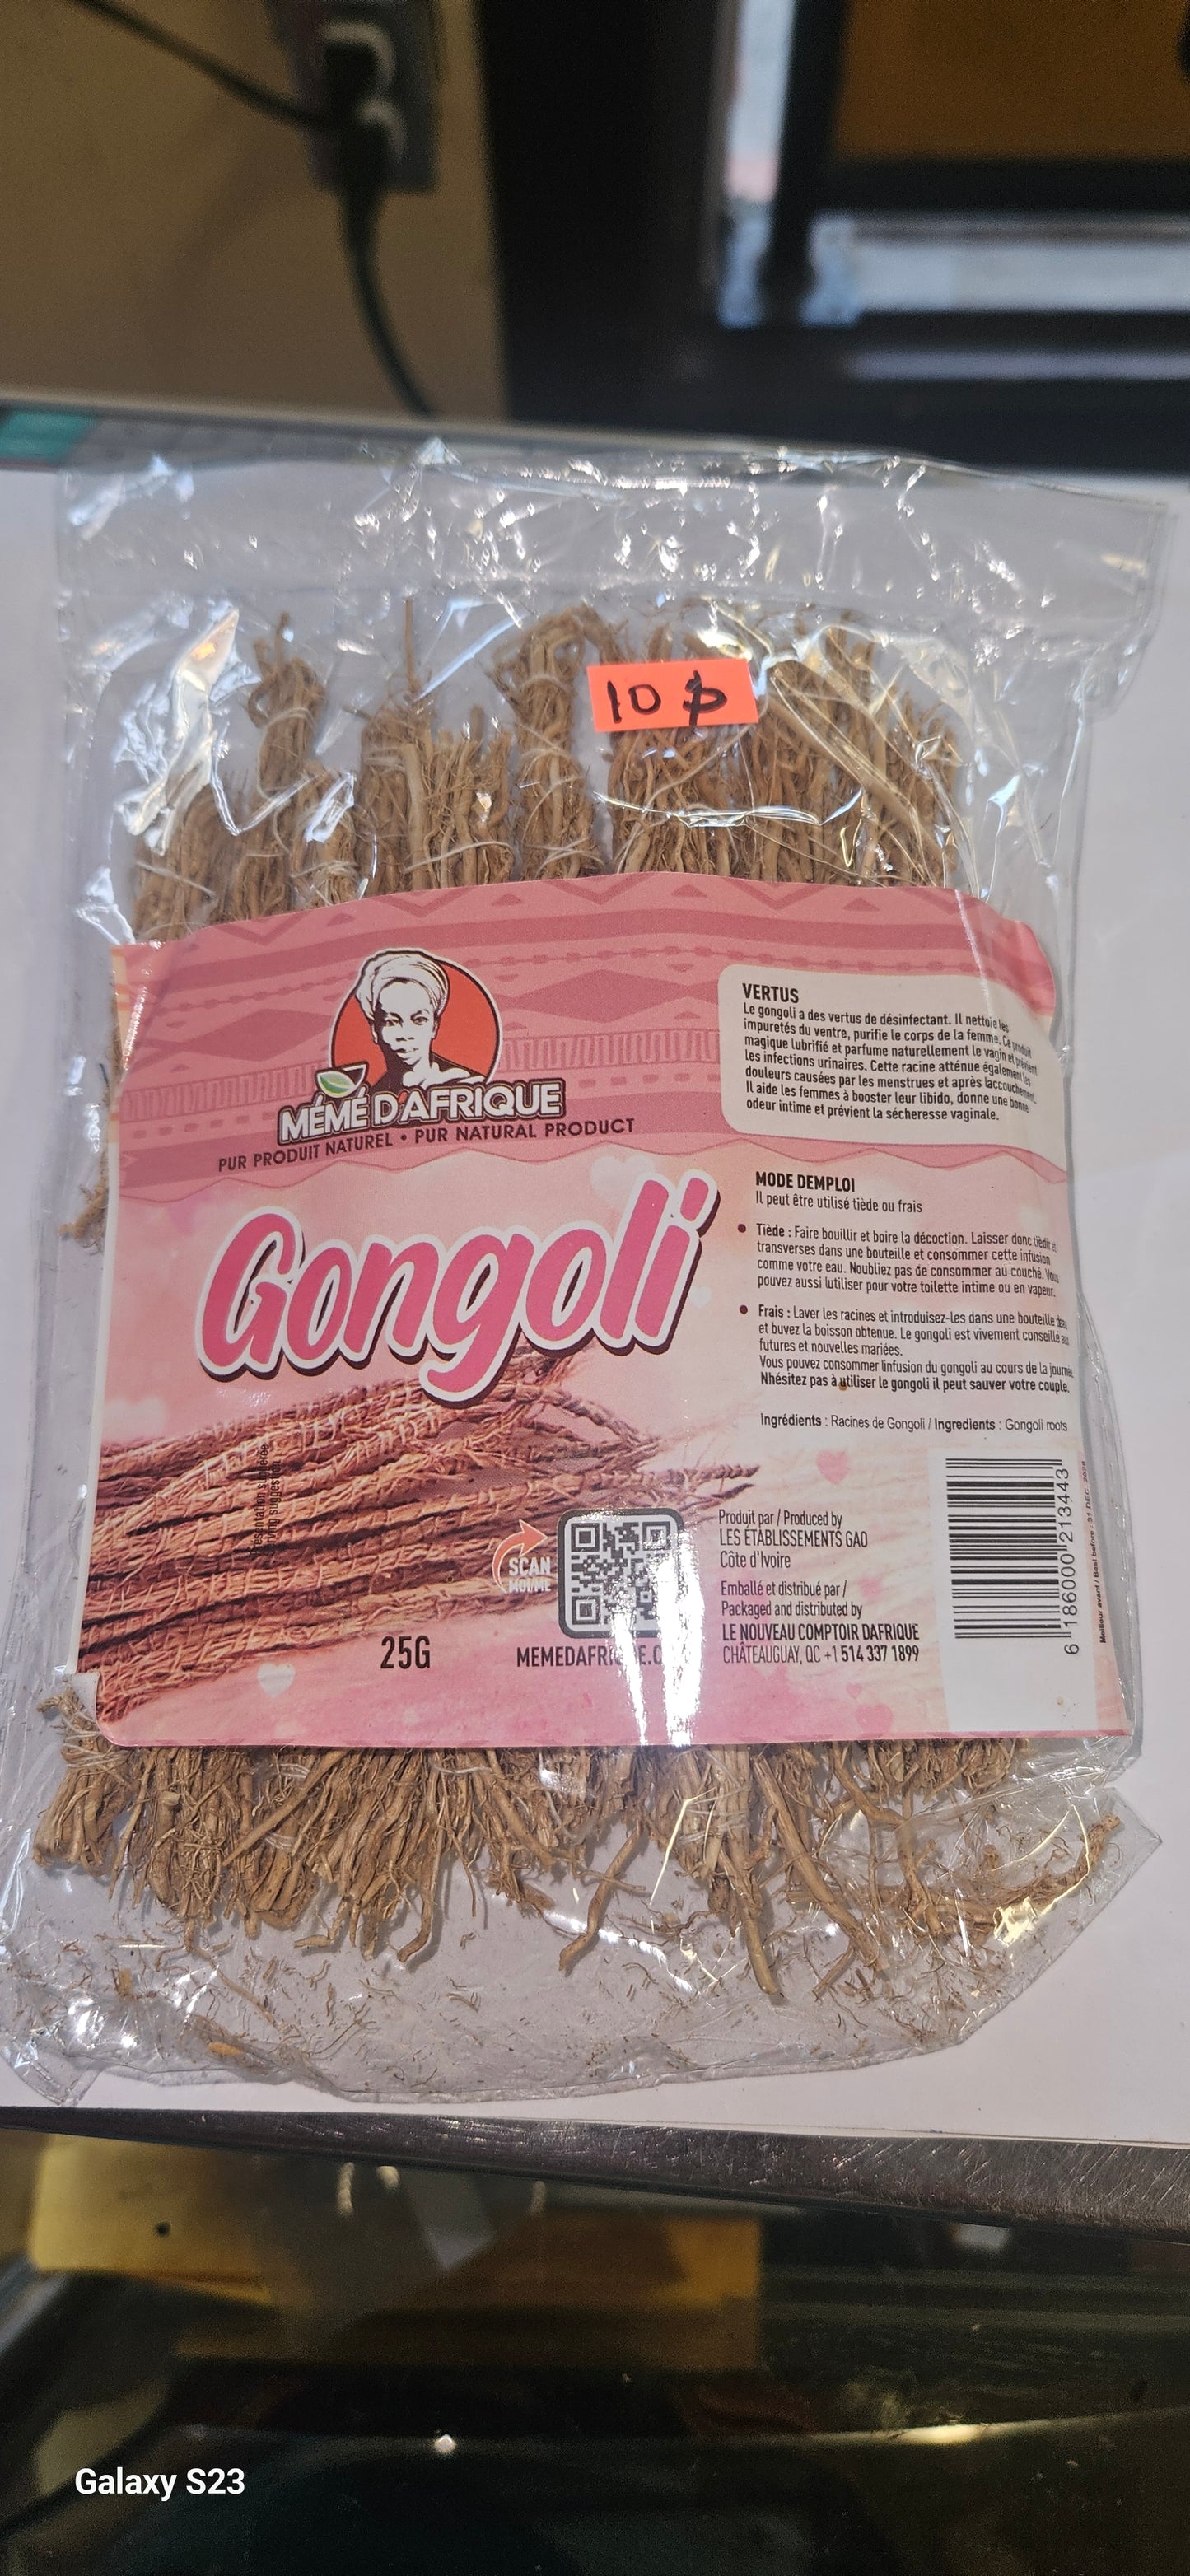 10 $
MÉMÉ D'AFRIQUE
PUR PRODUIT NATUREL • PUR NATURAL PRODUCT
Gongoli
25G
SCAN
MOI/ME
VERTUS
Le gongoli a des vertus de désinfectant. Il nettoie les
impuretés du ventre, purifie le corps de la femme. Ce produit
magique lubrifié et parfume naturellement le vagin et prévient
les infections urinaires. Cette racine atténue également les
douleurs causées par les menstrues et après laccouchement.
Il aide les femmes à booster leur libido, donne une bonne
odeur intime et prévient la sécheresse vaginale.
MODE DEMPLOI
Il peut être utilisé tiède ou frais
• Tiède : Faire bouillir et boire la décoction. Laisser donc tiédir
transverses dans une bouteille et consommer cette infusion
comme votre eau. Noubliez pas de consommer au couché. Vous
pouvez aussi lutiliser pour votre toilette intime ou en vapeur.
• Frais : Laver les racines et introduisez-les dans une bouteille
et buvez la boisson obtenue. Le gongoli est vivement conseillé
futures et nouvelles mariées.
Vous pouvez consommer linfusion du gongoli au cours de la journée.
Nhésitez pas à utiliser le gongoli il peut sauver votre couple.
Ingrédients : Racines de Gongoli / Ingredients : Gongoli roots
Produit par / Produced by
LES ÉTABLISSEMENTS GAO
Côte d'Ivoire
Emballé et distribué par /
Packaged and distributed by
LE NOUVEAU COMPTOIR DAFRIQUE
CHÂTEAUGUAY, QC +1 514 337 1899
6 186000 213443
Meilleur avant / Best before : 31 DEC
Galaxy S23